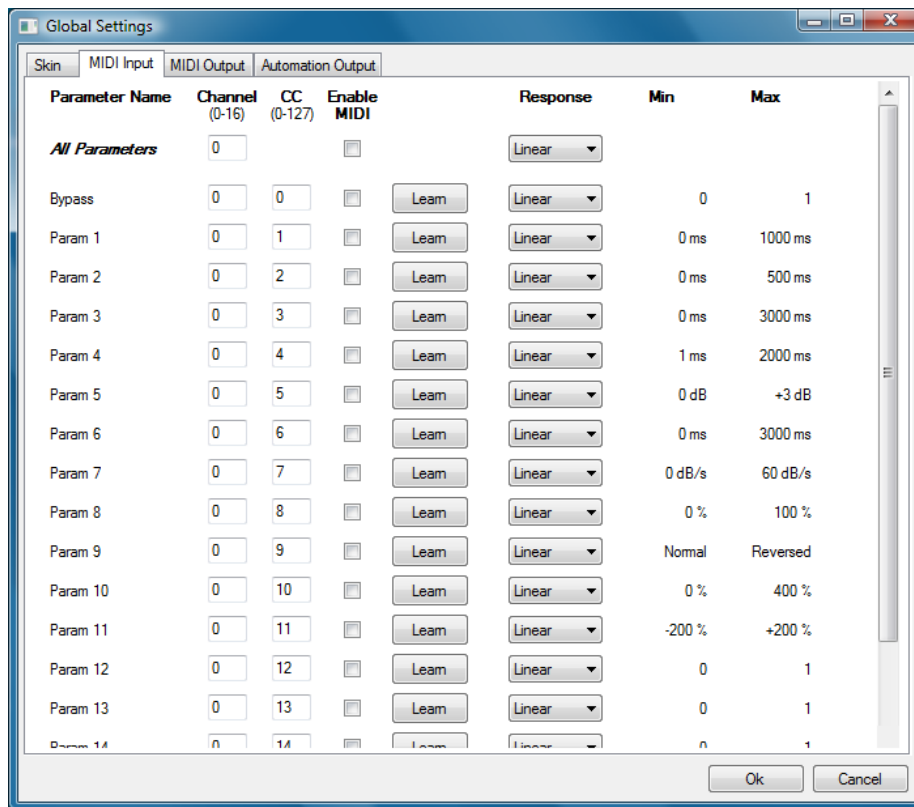 Global Settings
Skin MIDI Input MIDI Output Automation Output
Parameter Name Channel CC Enable Response Min Max
(0-16) (0-127) MIDI
All Parameters 0 Linear
Bypass 0 0 Learn Linear 0 1
Param 1 0 1 Learn Linear 0 ms 1000 ms
Param 2 0 2 Learn Linear 0 ms 500 ms
Param 3 0 3 Learn Linear 0 ms 3000 ms
Param 4 0 4 Learn Linear 1 ms 2000 ms
Param 5 0 5 Learn Linear 0 dB +3 dB
Param 6 0 6 Learn Linear 0 ms 3000 ms
Param 7 0 7 Learn Linear 0 dB/s 60 dB/s
Param 8 0 8 Learn Linear 0 % 100 %
Param 9 0 9 Learn Linear Normal Reversed
Param 10 0 10 Learn Linear 0 % 400 %
Param 11 0 11 Learn Linear -200 % +200 %
Param 12 0 12 Learn Linear 0 1
Param 13 0 13 Learn Linear 0 1
Param 14 0 14 Learn Linear 0 1
Ok Cancel